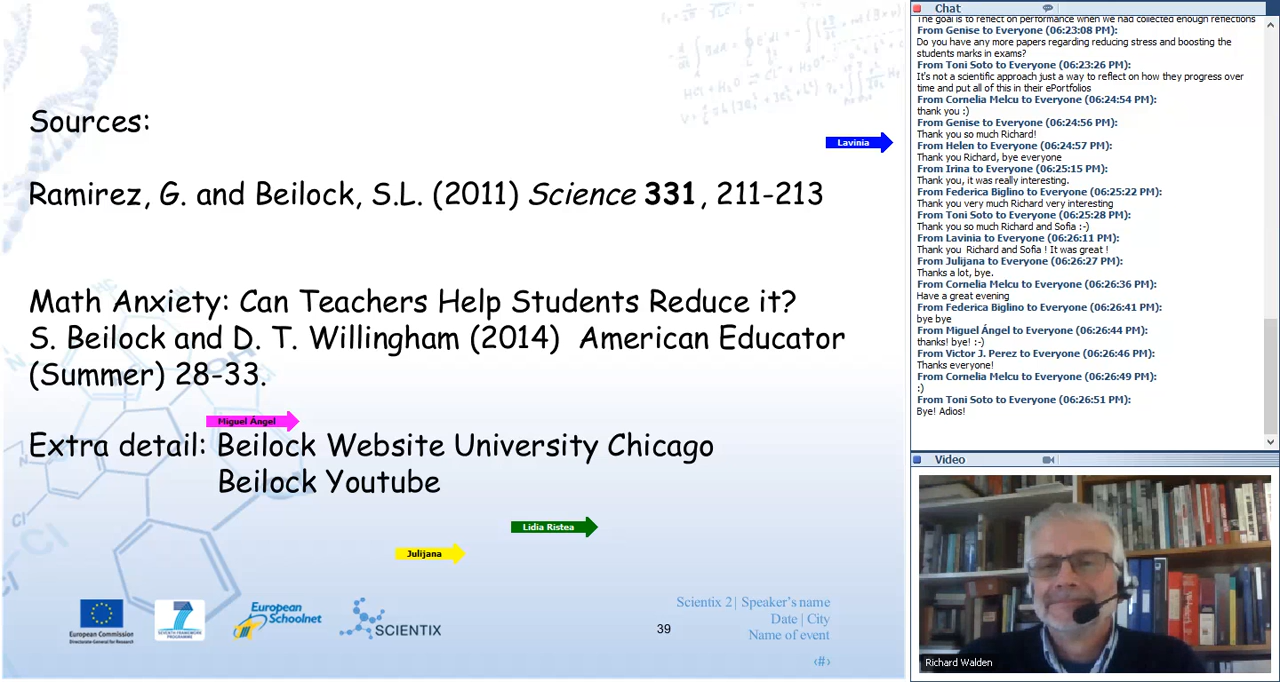 Sources:
Ramirez, G. and Beilock, S.L. (2011) Science 331, 211-213
Math Anxiety: Can Teachers Help Students Reduce it?
S. Beilock and D. T. Willingham (2014) American Educator
(Summer) 28-33.
Extra detail: Beilock Website University Chicago
Beilock Youtube
Lavinia
Miguel Ángel
Lidia Ristea
Julijana
European Commission
Directorate-General for Research
SEVENTH FRAMEWORK
PROGRAMME
European
Schoolnet
SCIENTIX
39
Scientix 2| Speaker's name
Date | City
Name of event
‹#›
Chat
The goal is to reflect on performance when we had collected enough reflections
From Genise to Everyone (06:23:08 PM):
Do you have any more papers regarding reducing stress and boosting the
students marks in exams?
From Toni Soto to Everyone (06:23:26 PM):
It's not a scientific approach just a way to reflect on how they progress over
time and put all of this in their ePortfolios
From Cornelia Melcu to Everyone (06:24:54 PM):
thank you :)
From Genise to Everyone (06:24:56 PM):
Thank you so much Richard!
From Helen to Everyone (06:24:57 PM):
Thank you Richard, bye everyone
From Irina to Everyone (06:25:15 PM):
Thank you, it was really interesting.
From Federica Biglino to Everyone (06:25:22 PM):
Thank you very much Richard very interesting
From Toni Soto to Everyone (06:25:28 PM):
Thank you so much Richard and Sofia :-)
From Lavinia to Everyone (06:26:11 PM):
Thank you Richard and Sofia ! It was great !
From Julijana to Everyone (06:26:27 PM):
Thanks a lot, bye.
From Cornelia Melcu to Everyone (06:26:36 PM):
Have a great evening
From Federica Biglino to Everyone (06:26:41 PM):
bye bye
From Miguel Ángel to Everyone (06:26:44 PM):
thanks! bye! :-)
From Victor J. Perez to Everyone (06:26:46 PM):
Thanks everyone!
From Cornelia Melcu to Everyone (06:26:49 PM):
:)
From Toni Soto to Everyone (06:26:51 PM):
Bye! Adios!
Video
Richard Walden